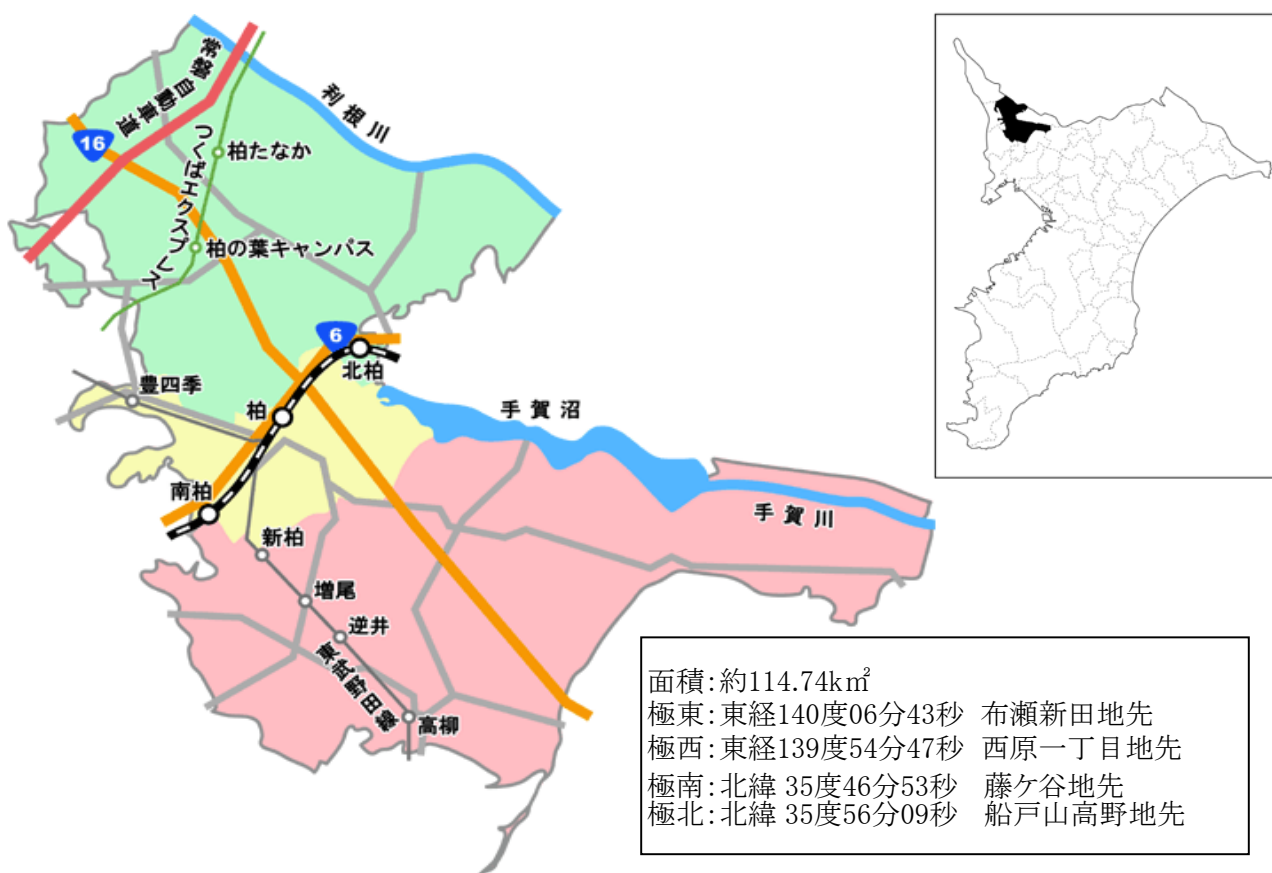 常磐自動車道
利根川
16
つくばエクスプレス
柏たなか
柏の葉キャンパス
6
北柏
豊四季
柏
手賀沼
南柏
手賀川
新柏
増尾
逆井
東武野田線
高柳
面積:約114.74k㎡
極東:東経140度06分43秒 布瀬新田地先
極西:東経139度54分47秒 西原一丁目地先
極南:北緯 35度46分53秒 藤ケ谷地先
極北:北緯 35度56分09秒 船戸山高野地先